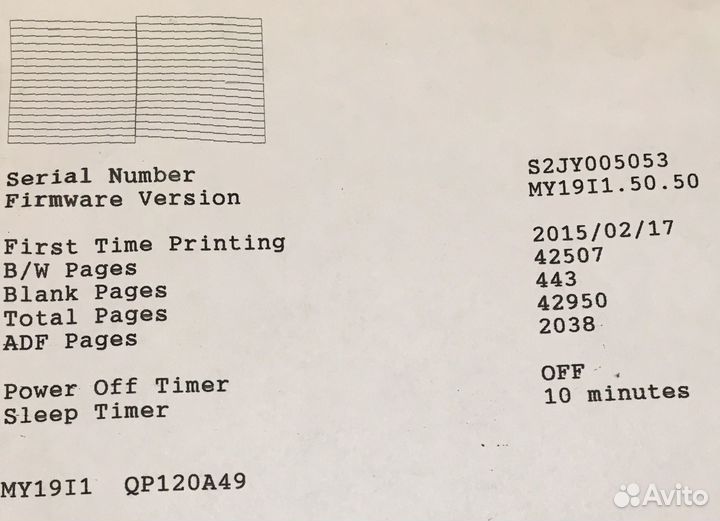 Serial Number S2JY005053
Firmware Version MY19I1.50.50
First Time Printing 2015/02/17
B/W Pages 42507
Blank Pages 443
Total Pages 42950
ADF Pages 2038
Power Off Timer OFF
Sleep Timer 10 minutes
MY19I1 QP120A49
Avito